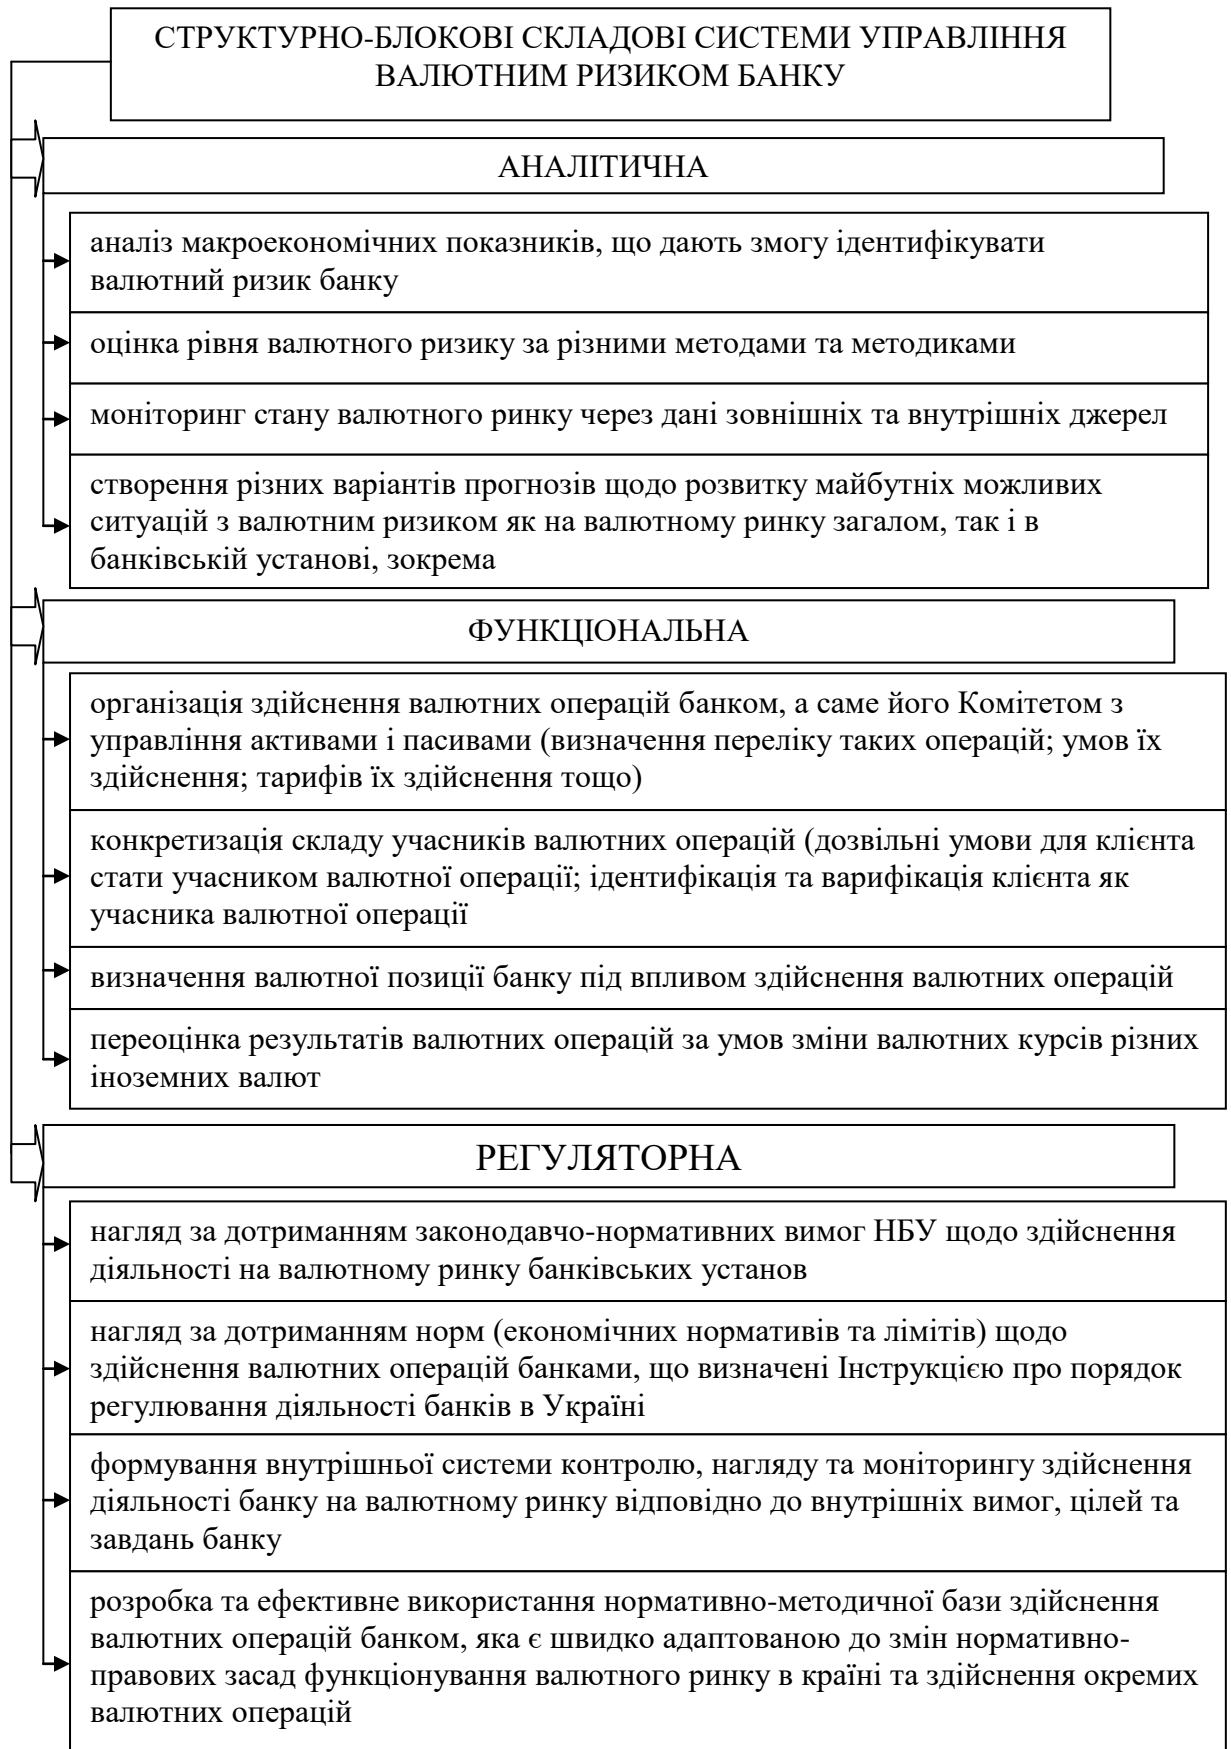 СТРУКТУРНО-БЛОКОВІ СКЛАДОВІ СИСТЕМИ УПРАВЛІННЯ
ВАЛЮТНИМ РИЗИКОМ БАНКУ
АНАЛІТИЧНА
аналіз макроекономічних показників, що дають змогу ідентифікувати
валютний ризик банку
оцінка рівня валютного ризику за різними методами та методиками
моніторинг стану валютного ринку через дані зовнішніх та внутрішніх джерел
створення різних варіантів прогнозів щодо розвитку майбутніх можливих
ситуацій з валютним ризиком як на валютному ринку загалом, так і в
банківській установі, зокрема
ФУНКЦІОНАЛЬНА
організація здійснення валютних операцій банком, а саме його Комітетом з
управління активами і пасивами (визначення переліку таких операцій; умов їх
здійснення; тарифів їх здійснення тощо)
конкретизація складу учасників валютних операцій (дозвільні умови для клієнта
стати учасником валютної операції; ідентифікація та варифікація клієнта як
учасника валютної операції
визначення валютної позиції банку під впливом здійснення валютних операцій
переоцінка результатів валютних операцій за умов зміни валютних курсів різних
іноземних валют
РЕГУЛЯТОРНА
нагляд за дотриманням законодавчо-нормативних вимог НБУ щодо здійснення
діяльності на валютному ринку банківських установ
нагляд за дотриманням норм (економічних нормативів та лімітів) щодо
здійснення валютних операцій банками, що визначені Інструкцією про порядок
регулювання діяльності банків в Україні
формування внутрішньої системи контролю, нагляду та моніторингу здійснення
діяльності банку на валютному ринку відповідно до внутрішніх вимог, цілей та
завдань банку
розробка та ефективне використання нормативно-методичної бази здійснення
валютних операцій банком, яка є швидко адаптованою до змін нормативно-
правових засад функціонування валютного ринку в країні та здійснення окремих
валютних операцій